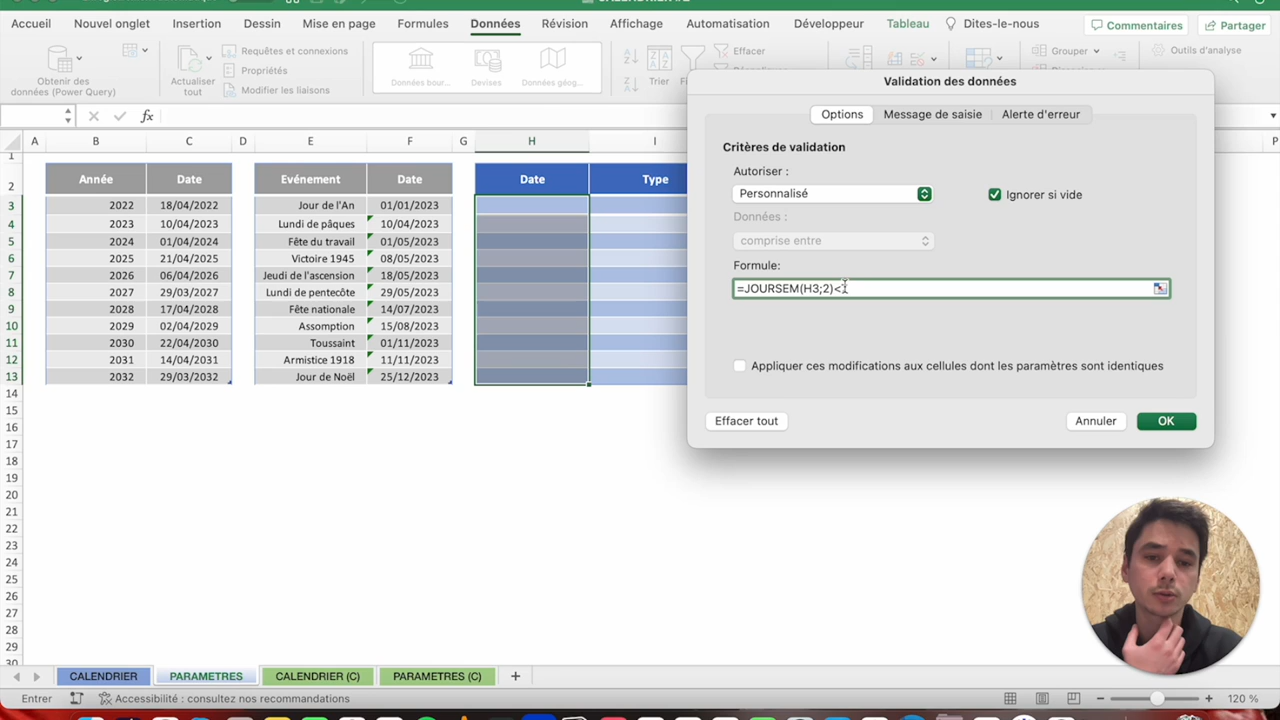 Accueil Nouvel onglet Insertion Dessin Mise en page Formules Données Révision Affichage Automatisation Développeur Tableau Dites-le-nous Commentaires Partager
Obtenir des données (Power Query)
Actualiser tout
Requêtes et connexions
Propriétés
Modifier les liaisons
Données bour... Devises Données géog...
Trier
Effacer
Grouper
Outils d'analyse
fx
Validation des données
Options Message de saisie Alerte d'erreur
Critères de validation
Autoriser :
Personnalisé
Ignorer si vide
Données :
comprise entre
Formule:
=JOURSEM(H3;2)<
Appliquer ces modifications aux cellules dont les paramètres sont identiques
Effacer tout Annuler OK
A B C D E F G H I P
1
2 Année Date Evénement Date Date Type
3 2022 18/04/2022 Jour de l'An 01/01/2023
4 2023 10/04/2023 Lundi de pâques 10/04/2023
5 2024 01/04/2024 Fête du travail 01/05/2023
6 2025 21/04/2025 Victoire 1945 08/05/2023
7 2026 06/04/2026 Jeudi de l'ascension 18/05/2023
8 2027 29/03/2027 Lundi de pentecôte 29/05/2023
9 2028 17/04/2028 Fête nationale 14/07/2023
10 2029 02/04/2029 Assomption 15/08/2023
11 2030 22/04/2030 Toussaint 01/11/2023
12 2031 14/04/2031 Armistice 1918 11/11/2023
13 2032 29/03/2032 Jour de Noël 25/12/2023
14
15
16
17
18
19
20
21
22
23
24
25
26
27
28
29
30
CALENDRIER PARAMETRES CALENDRIER (C) PARAMETRES (C) +
Entrer Accessibilité : consultez nos recommandations 120 %